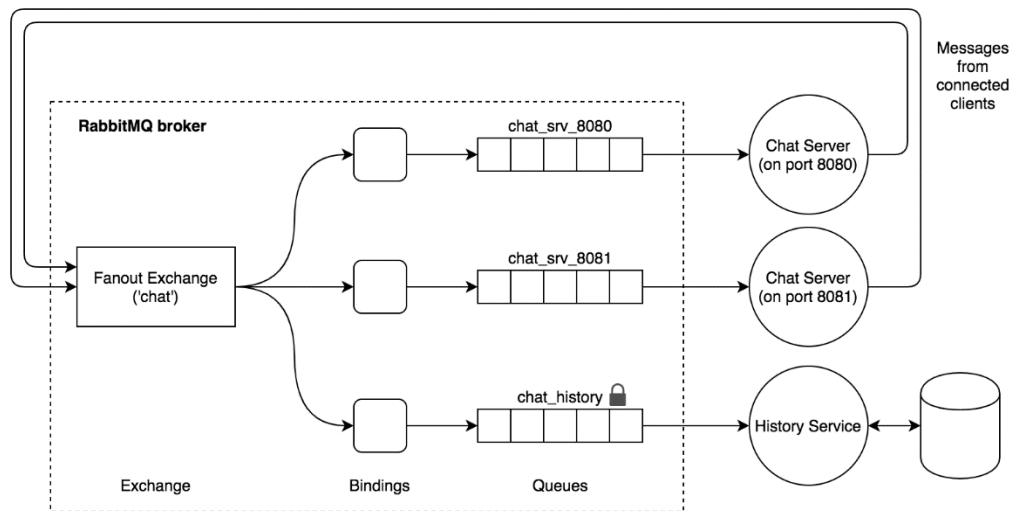 Messages
from
connected
clients
RabbitMQ broker
chat_srv_8080
Chat Server
(on port 8080)
Fanout Exchange
('chat')
chat_srv_8081
Chat Server
(on port 8081)
chat_history
History Service
Exchange
Bindings
Queues